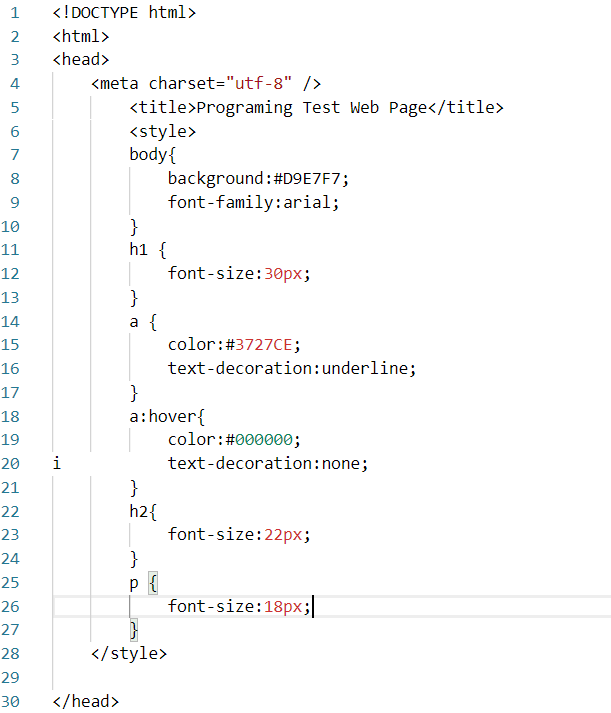 1 <!DOCTYPE html>
2 <html>
3 <head>
4     <meta charset="utf-8" />
5         <title>Programing Test Web Page</title>
6         <style>
7         body{
8             background:#D9E7F7;
9             font-family:arial;
10         }
11         h1 {
12             font-size:30px;
13         }
14         a {
15             color:#3727CE;
16             text-decoration:underline;
17         }
18         a:hover{
19             color:#000000;
20 i           text-decoration:none;
21         }
22         h2{
23             font-size:22px;
24         }
25         p {
26             font-size:18px;
27         }
28     </style>
29
30 </head>